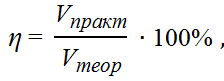 η = Vпракт / Vтеор · 100% ,